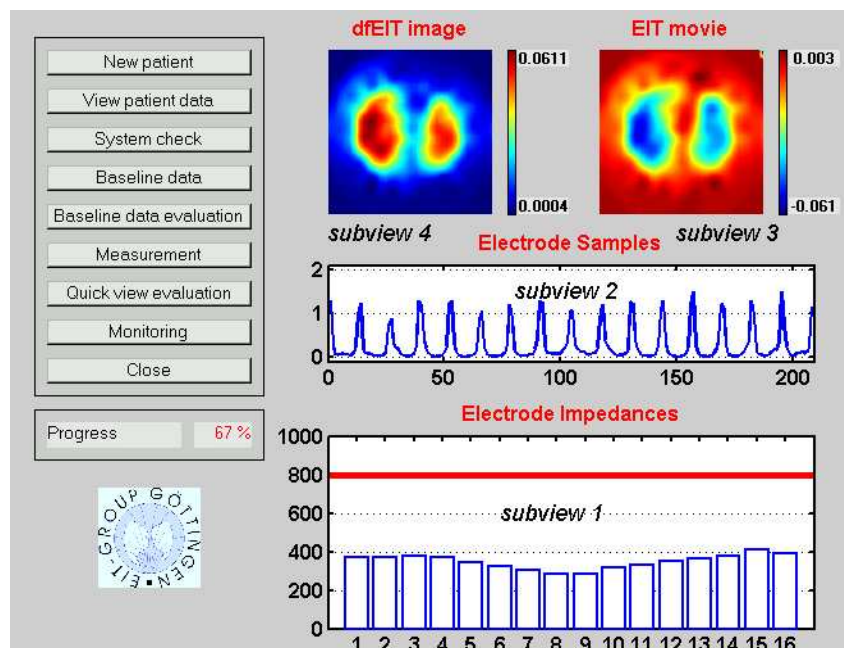 New patient
View patient data
System check
Baseline data
Baseline data evaluation
Measurement
Quick view evaluation
Monitoring
Close
Progress 67 %
EIT-GROUP GÖTTINGEN
dfEIT image
0.0611
0.0004
subview 4
EIT movie
0.003
-0.061
subview 3
Electrode Samples
subview 2
2
1
0
0 50 100 150 200
Electrode Impedances
subview 1
1000
800
600
400
200
0
1 2 3 4 5 6 7 8 9 10 11 12 13 14 15 16